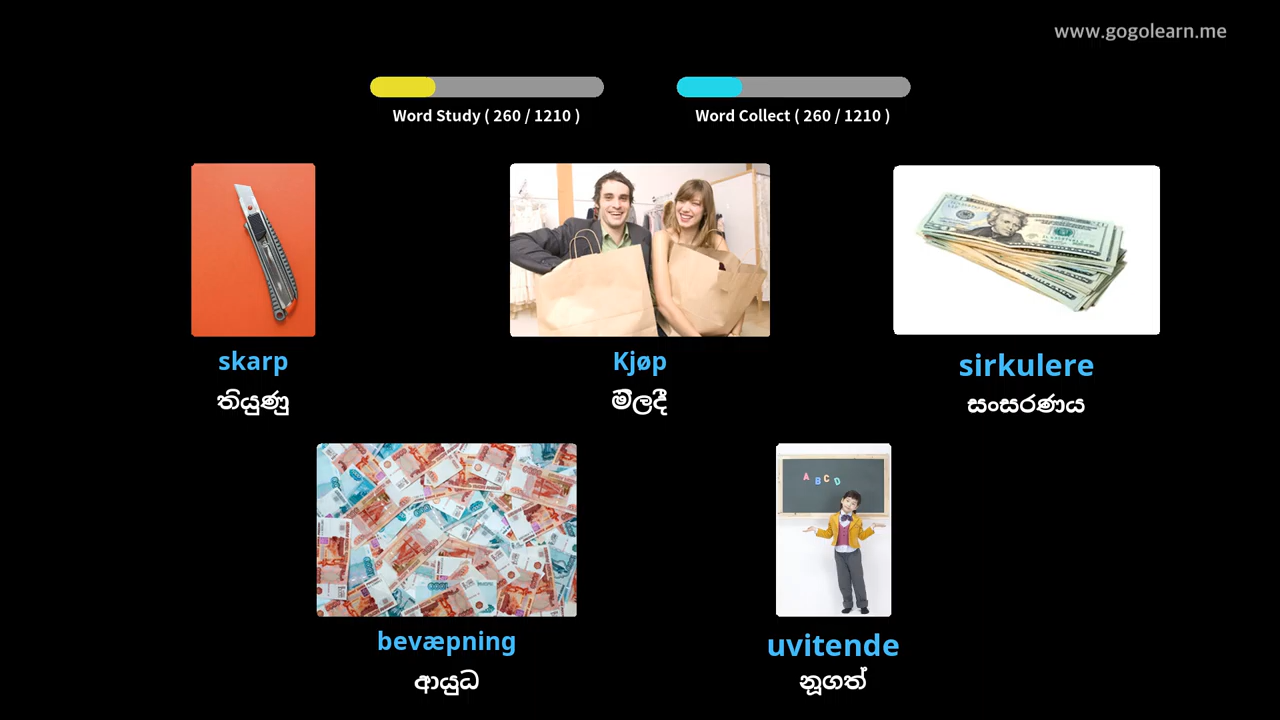 www.gogolearn.me
Word Study ( 260 / 1210 )
Word Collect ( 260 / 1210 )
skarp
Kjøp
sirkulere
තියුණු
මිලදී
සංසරණය
A B C D
bevæpning
uvitende
ආයුධ
නූගත්